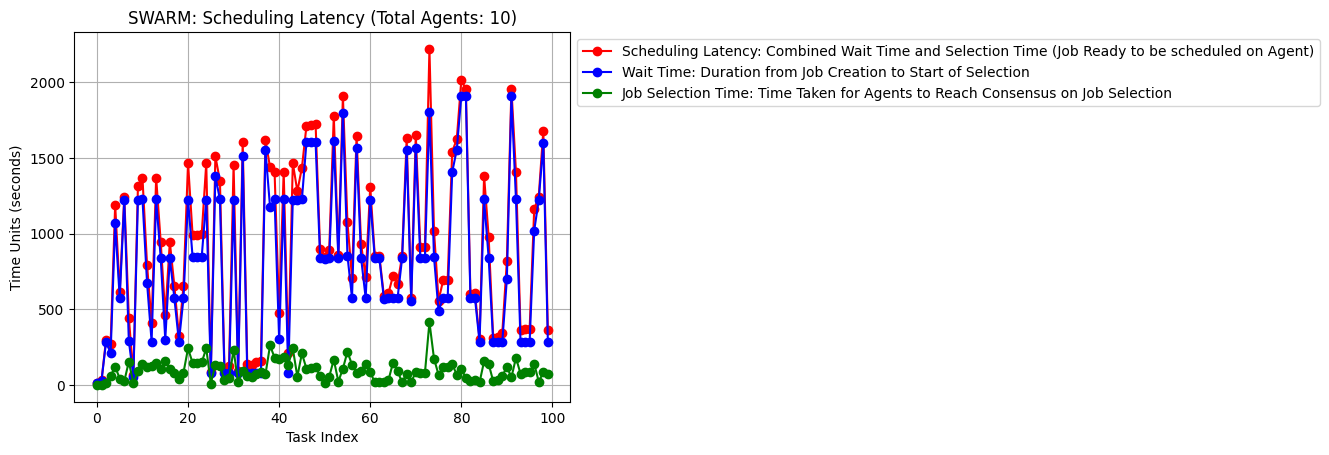 SWARM: Scheduling Latency (Total Agents: 10)
Scheduling Latency: Combined Wait Time and Selection Time (Job Ready to be scheduled on Agent)
Wait Time: Duration from Job Creation to Start of Selection
Job Selection Time: Time Taken for Agents to Reach Consensus on Job Selection
Time Units (seconds)
2000
1500
1000
500
0
0 20 40 60 80 100
Task Index